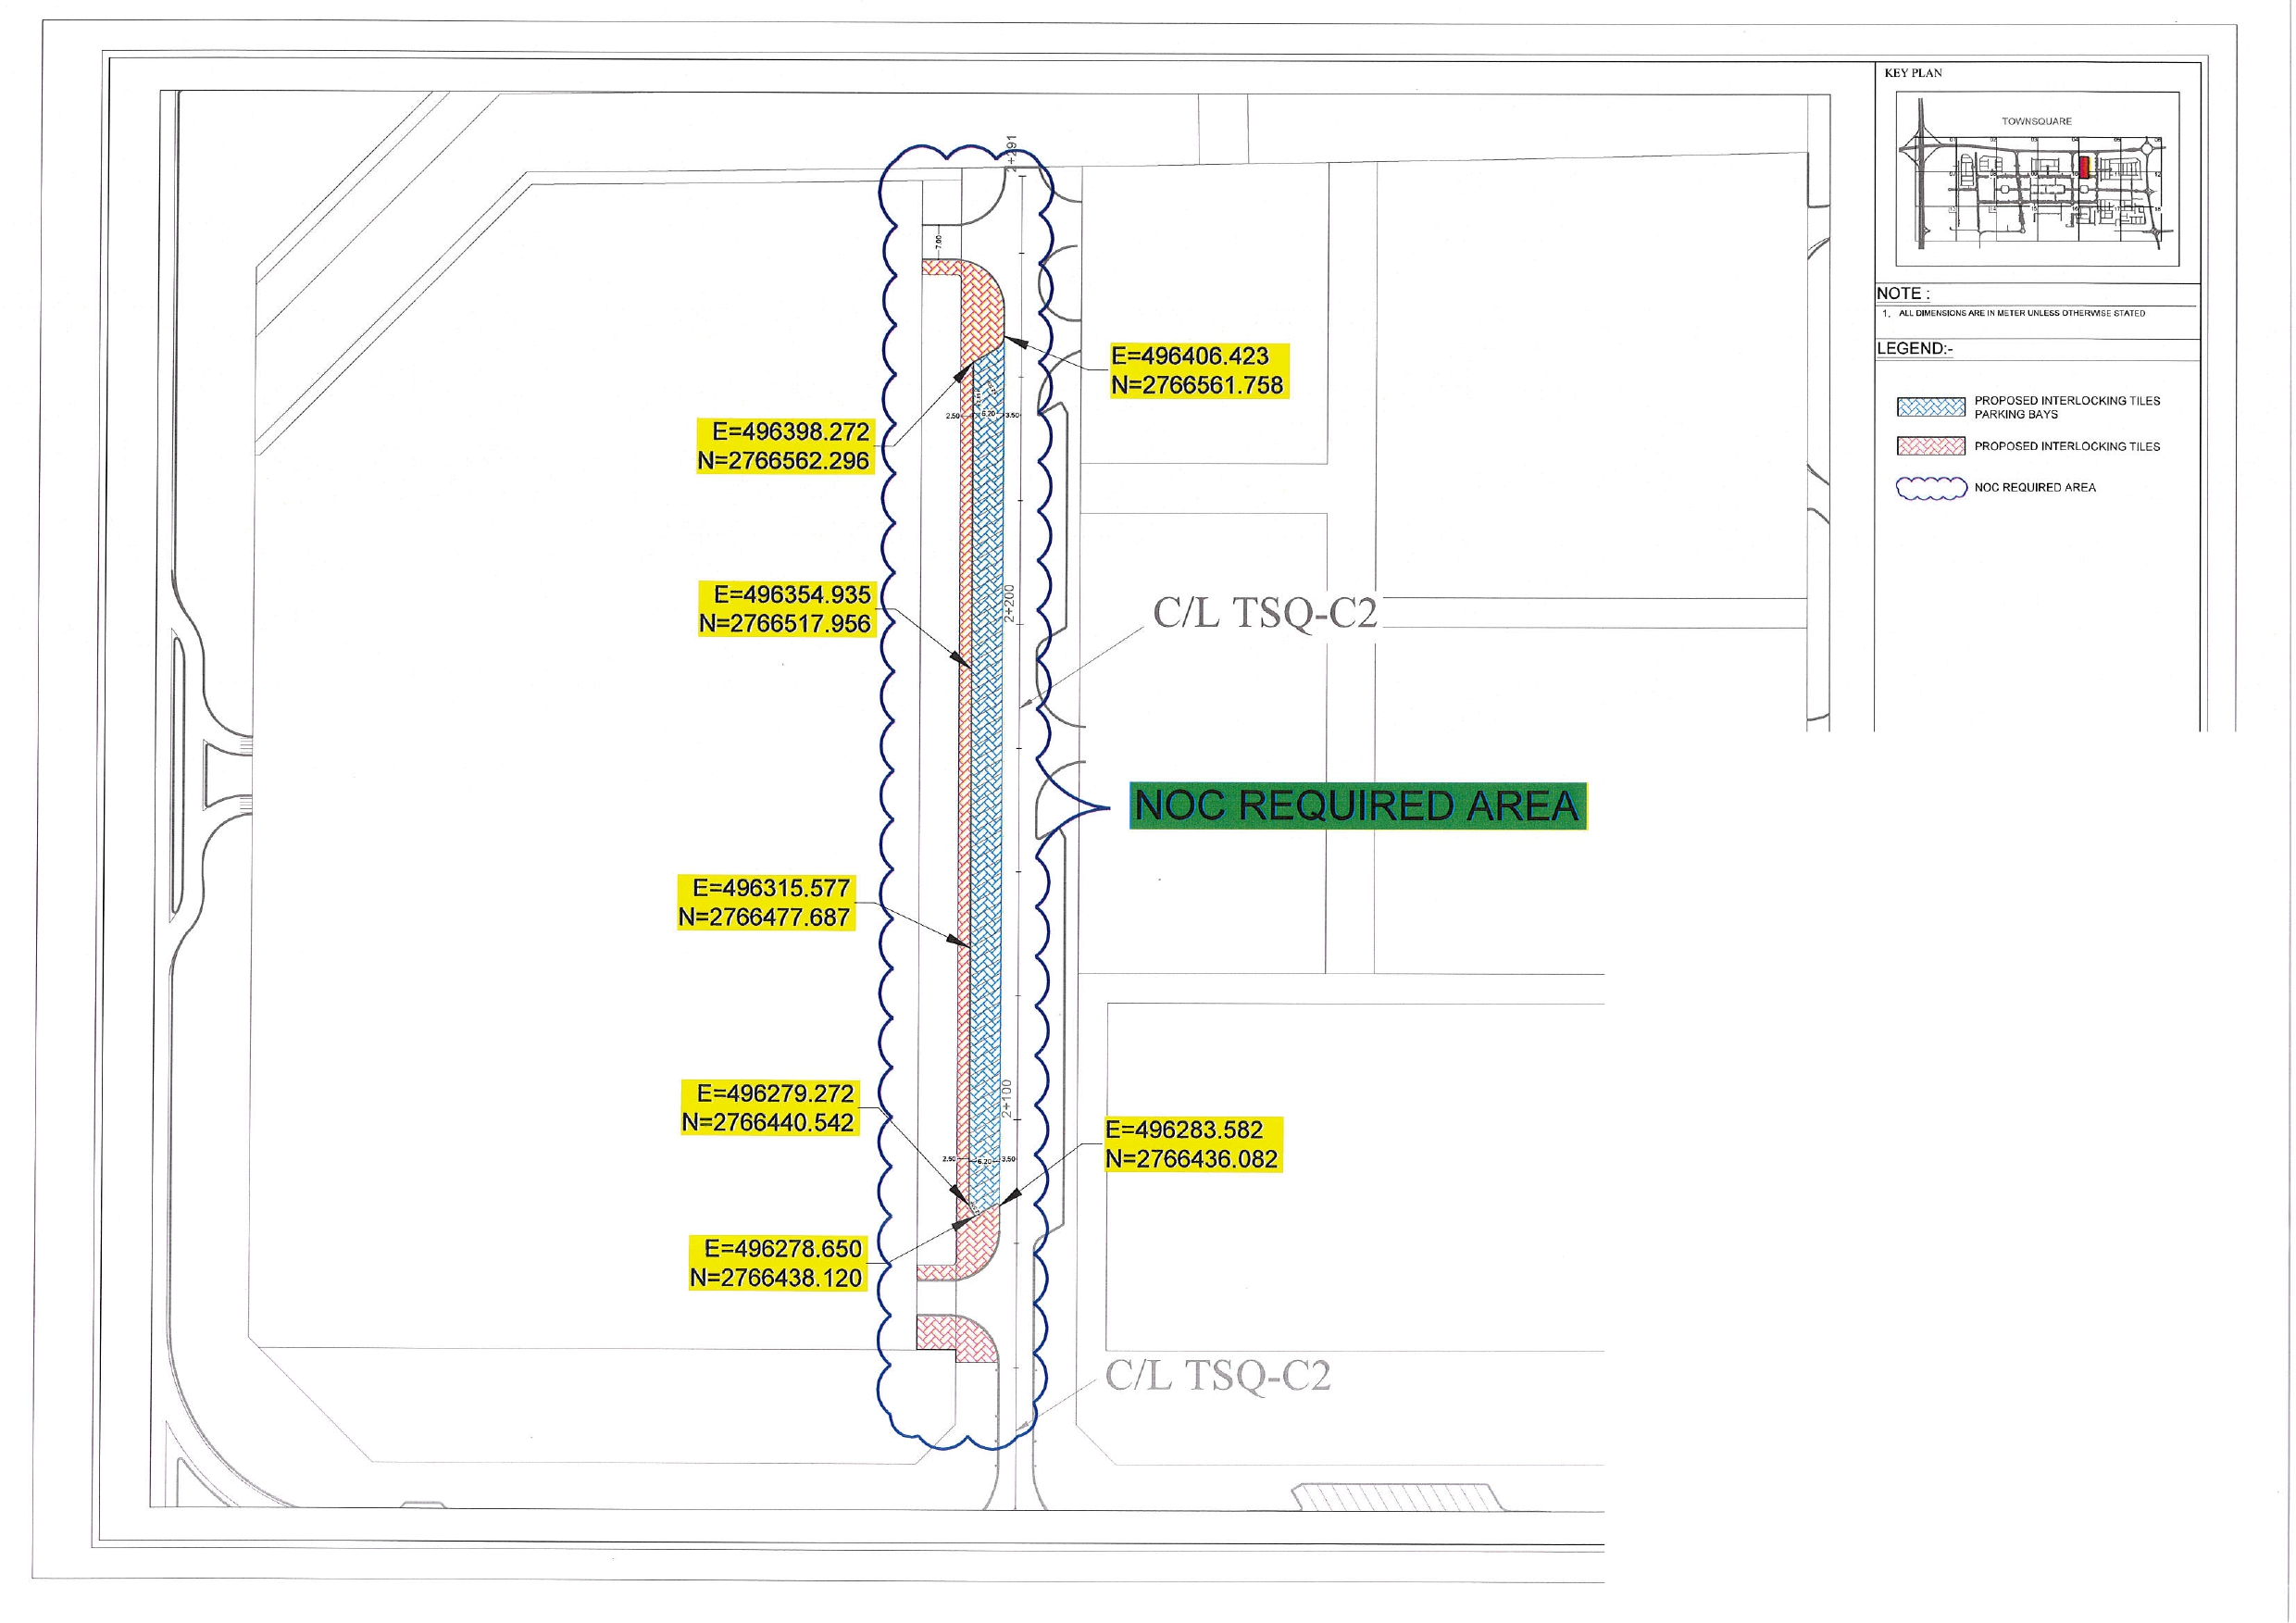 KEY PLAN
TOWNSQUARE
NOTE :
1. ALL DIMENSIONS ARE IN METER UNLESS OTHERWISE STATED
LEGEND:-
PROPOSED INTERLOCKING TILES
PARKING BAYS
PROPOSED INTERLOCKING TILES
NOC REQUIRED AREA
2+291
7.00
E=496406.423
N=2766561.758
E=496398.272
N=2766562.296
2.50
6.20
3.50
E=496354.935
N=2766517.956
2+200
C/L TSQ-C2
NOC REQUIRED AREA
E=496315.577
N=2766477.687
E=496279.272
N=2766440.542
2+100
E=496283.582
N=2766436.082
2.50
6.20
3.50
E=496278.650
N=2766438.120
C/L TSQ-C2